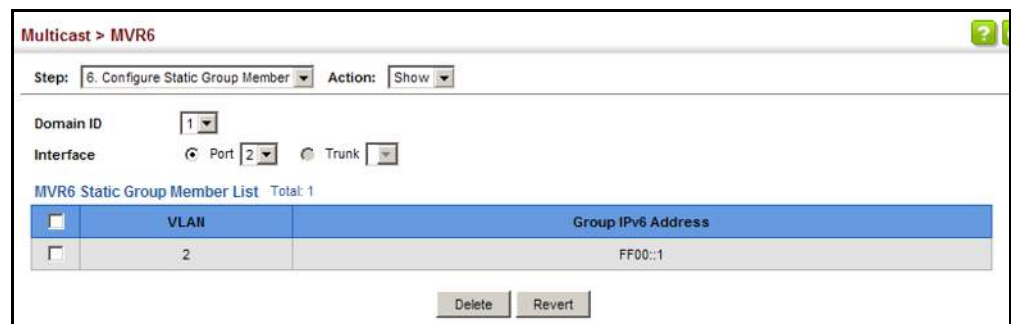 Multicast > MVR6
?
Step: 6. Configure Static Group Member Action: Show
Domain ID 1
Interface Port 2 Trunk
MVR6 Static Group Member List Total: 1
VLAN Group IPv6 Address
2 FF00::1
Delete Revert